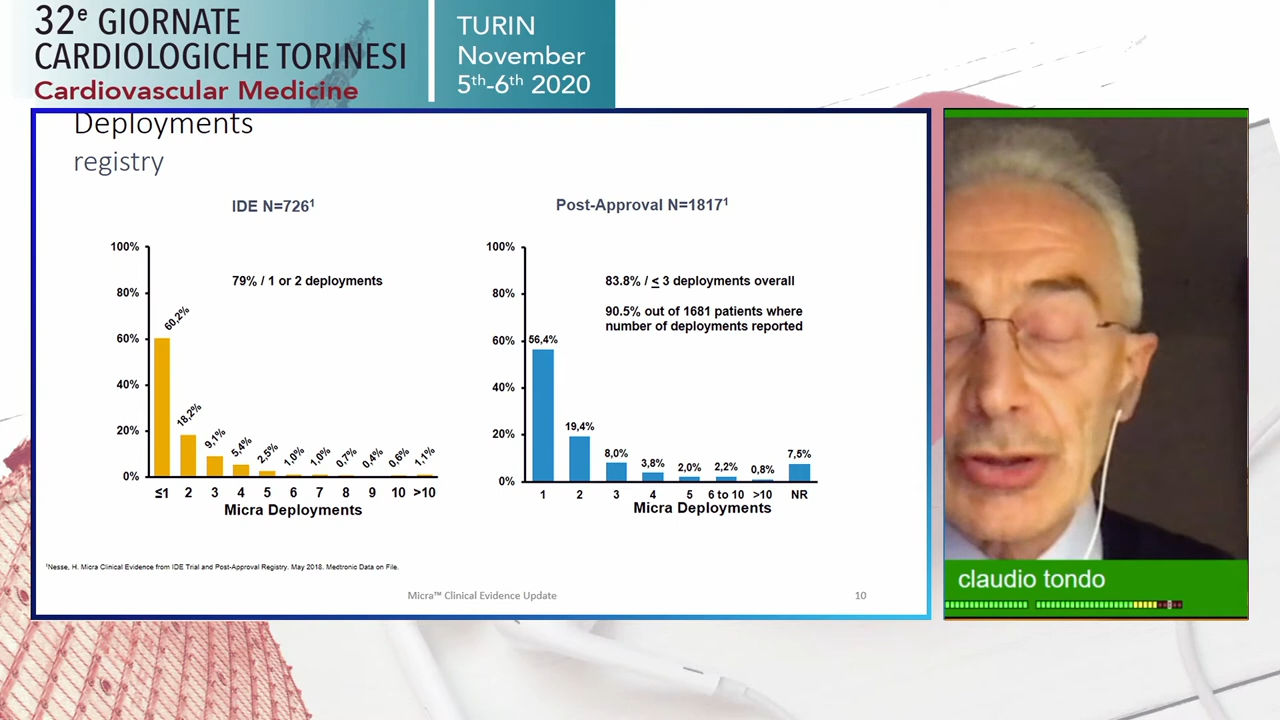 32e GIORNATE
CARDIOLOGICHE TORINESI
Cardiovascular Medicine
TURIN
November
5th-6th 2020
Deployments
registry
IDE N=726¹
100%
80%
60%
40%
20%
0%
79% / 1 or 2 deployments
60,2%
18,2%
9,1%
5,4%
2,5%
1,0%
1,0%
0,7%
0,4%
0,6%
1,1%
≤1 2 3 4 5 6 7 8 9 10 >10
Micra Deployments
Post-Approval N=1817¹
100%
80%
60%
40%
20%
0%
83.8% / ≤ 3 deployments overall
90.5% out of 1681 patients where
number of deployments reported
56,4%
19,4%
8,0%
3,8%
2,0%
2,2%
0,8%
7,5%
1 2 3 4 5 6 to 10 >10 NR
Micra Deployments
¹Nesse, H. Micra Clinical Evidence from IDE Trial and Post-Approval Registry. May 2018. Medtronic Data on File.
Micra™ Clinical Evidence Update
10
claudio tondo